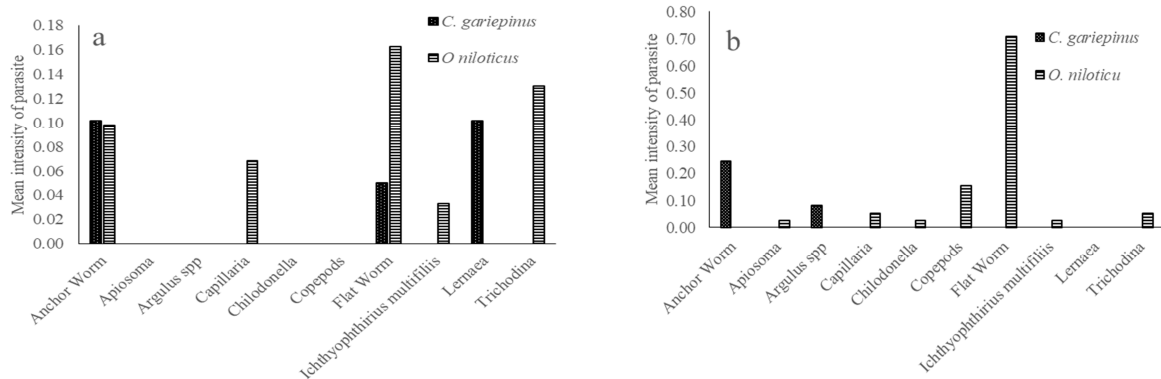 a
C. gariepinus
O niloticus
Mean intensity of parasite
0.18
0.16
0.14
0.12
0.10
0.08
0.06
0.04
0.02
0.00
Anchor Worm
Apiosoma
Argulus spp
Capillaria
Chilodonella
Copepods
Flat Worm
Ichthyophthirius multifiliis
Lernaea
Trichodina
b
C. gariepinus
O. niloticu
Mean intensity of parasite
0.80
0.70
0.60
0.50
0.40
0.30
0.20
0.10
0.00
Anchor Worm
Apiosoma
Argulus spp
Capillaria
Chilodonella
Copepods
Flat Worm
Ichthyophthirius multifiliis
Lernaea
Trichodina